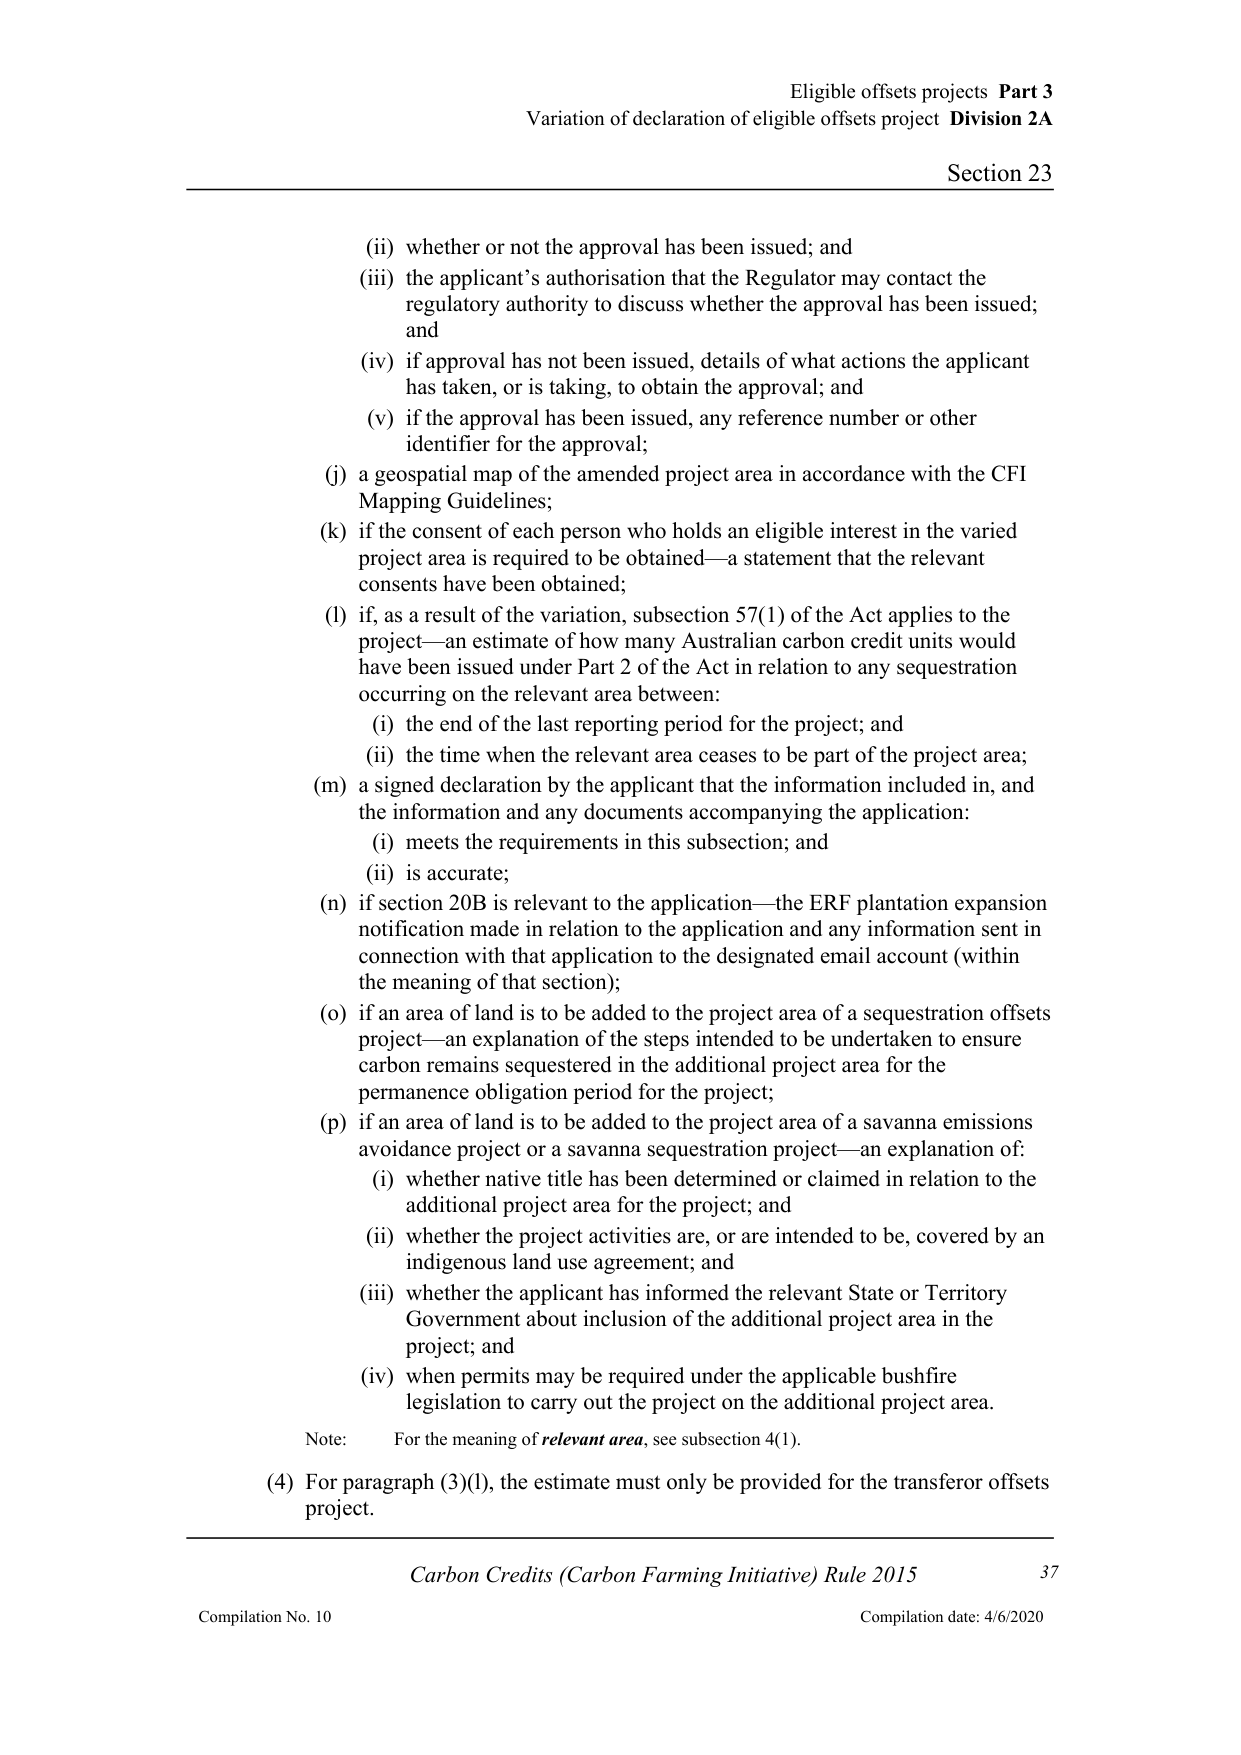 Eligible offsets projects Part 3
Variation of declaration of eligible offsets project Division 2A
Section 23
(ii) whether or not the approval has been issued; and
(iii) the applicant’s authorisation that the Regulator may contact the
regulatory authority to discuss whether the approval has been issued;
and
(iv) if approval has not been issued, details of what actions the applicant
has taken, or is taking, to obtain the approval; and
(v) if the approval has been issued, any reference number or other
identifier for the approval;
(j) a geospatial map of the amended project area in accordance with the CFI
Mapping Guidelines;
(k) if the consent of each person who holds an eligible interest in the varied
project area is required to be obtained—a statement that the relevant
consents have been obtained;
(l) if, as a result of the variation, subsection 57(1) of the Act applies to the
project—an estimate of how many Australian carbon credit units would
have been issued under Part 2 of the Act in relation to any sequestration
occurring on the relevant area between:
(i) the end of the last reporting period for the project; and
(ii) the time when the relevant area ceases to be part of the project area;
(m) a signed declaration by the applicant that the information included in, and
the information and any documents accompanying the application:
(i) meets the requirements in this subsection; and
(ii) is accurate;
(n) if section 20B is relevant to the application—the ERF plantation expansion
notification made in relation to the application and any information sent in
connection with that application to the designated email account (within
the meaning of that section);
(o) if an area of land is to be added to the project area of a sequestration offsets
project—an explanation of the steps intended to be undertaken to ensure
carbon remains sequestered in the additional project area for the
permanence obligation period for the project;
(p) if an area of land is to be added to the project area of a savanna emissions
avoidance project or a savanna sequestration project—an explanation of:
(i) whether native title has been determined or claimed in relation to the
additional project area for the project; and
(ii) whether the project activities are, or are intended to be, covered by an
indigenous land use agreement; and
(iii) whether the applicant has informed the relevant State or Territory
Government about inclusion of the additional project area in the
project; and
(iv) when permits may be required under the applicable bushfire
legislation to carry out the project on the additional project area.
Note: For the meaning of relevant area, see subsection 4(1).
(4) For paragraph (3)(l), the estimate must only be provided for the transferor offsets
project.
Carbon Credits (Carbon Farming Initiative) Rule 2015 37
Compilation No. 10 Compilation date: 4/6/2020